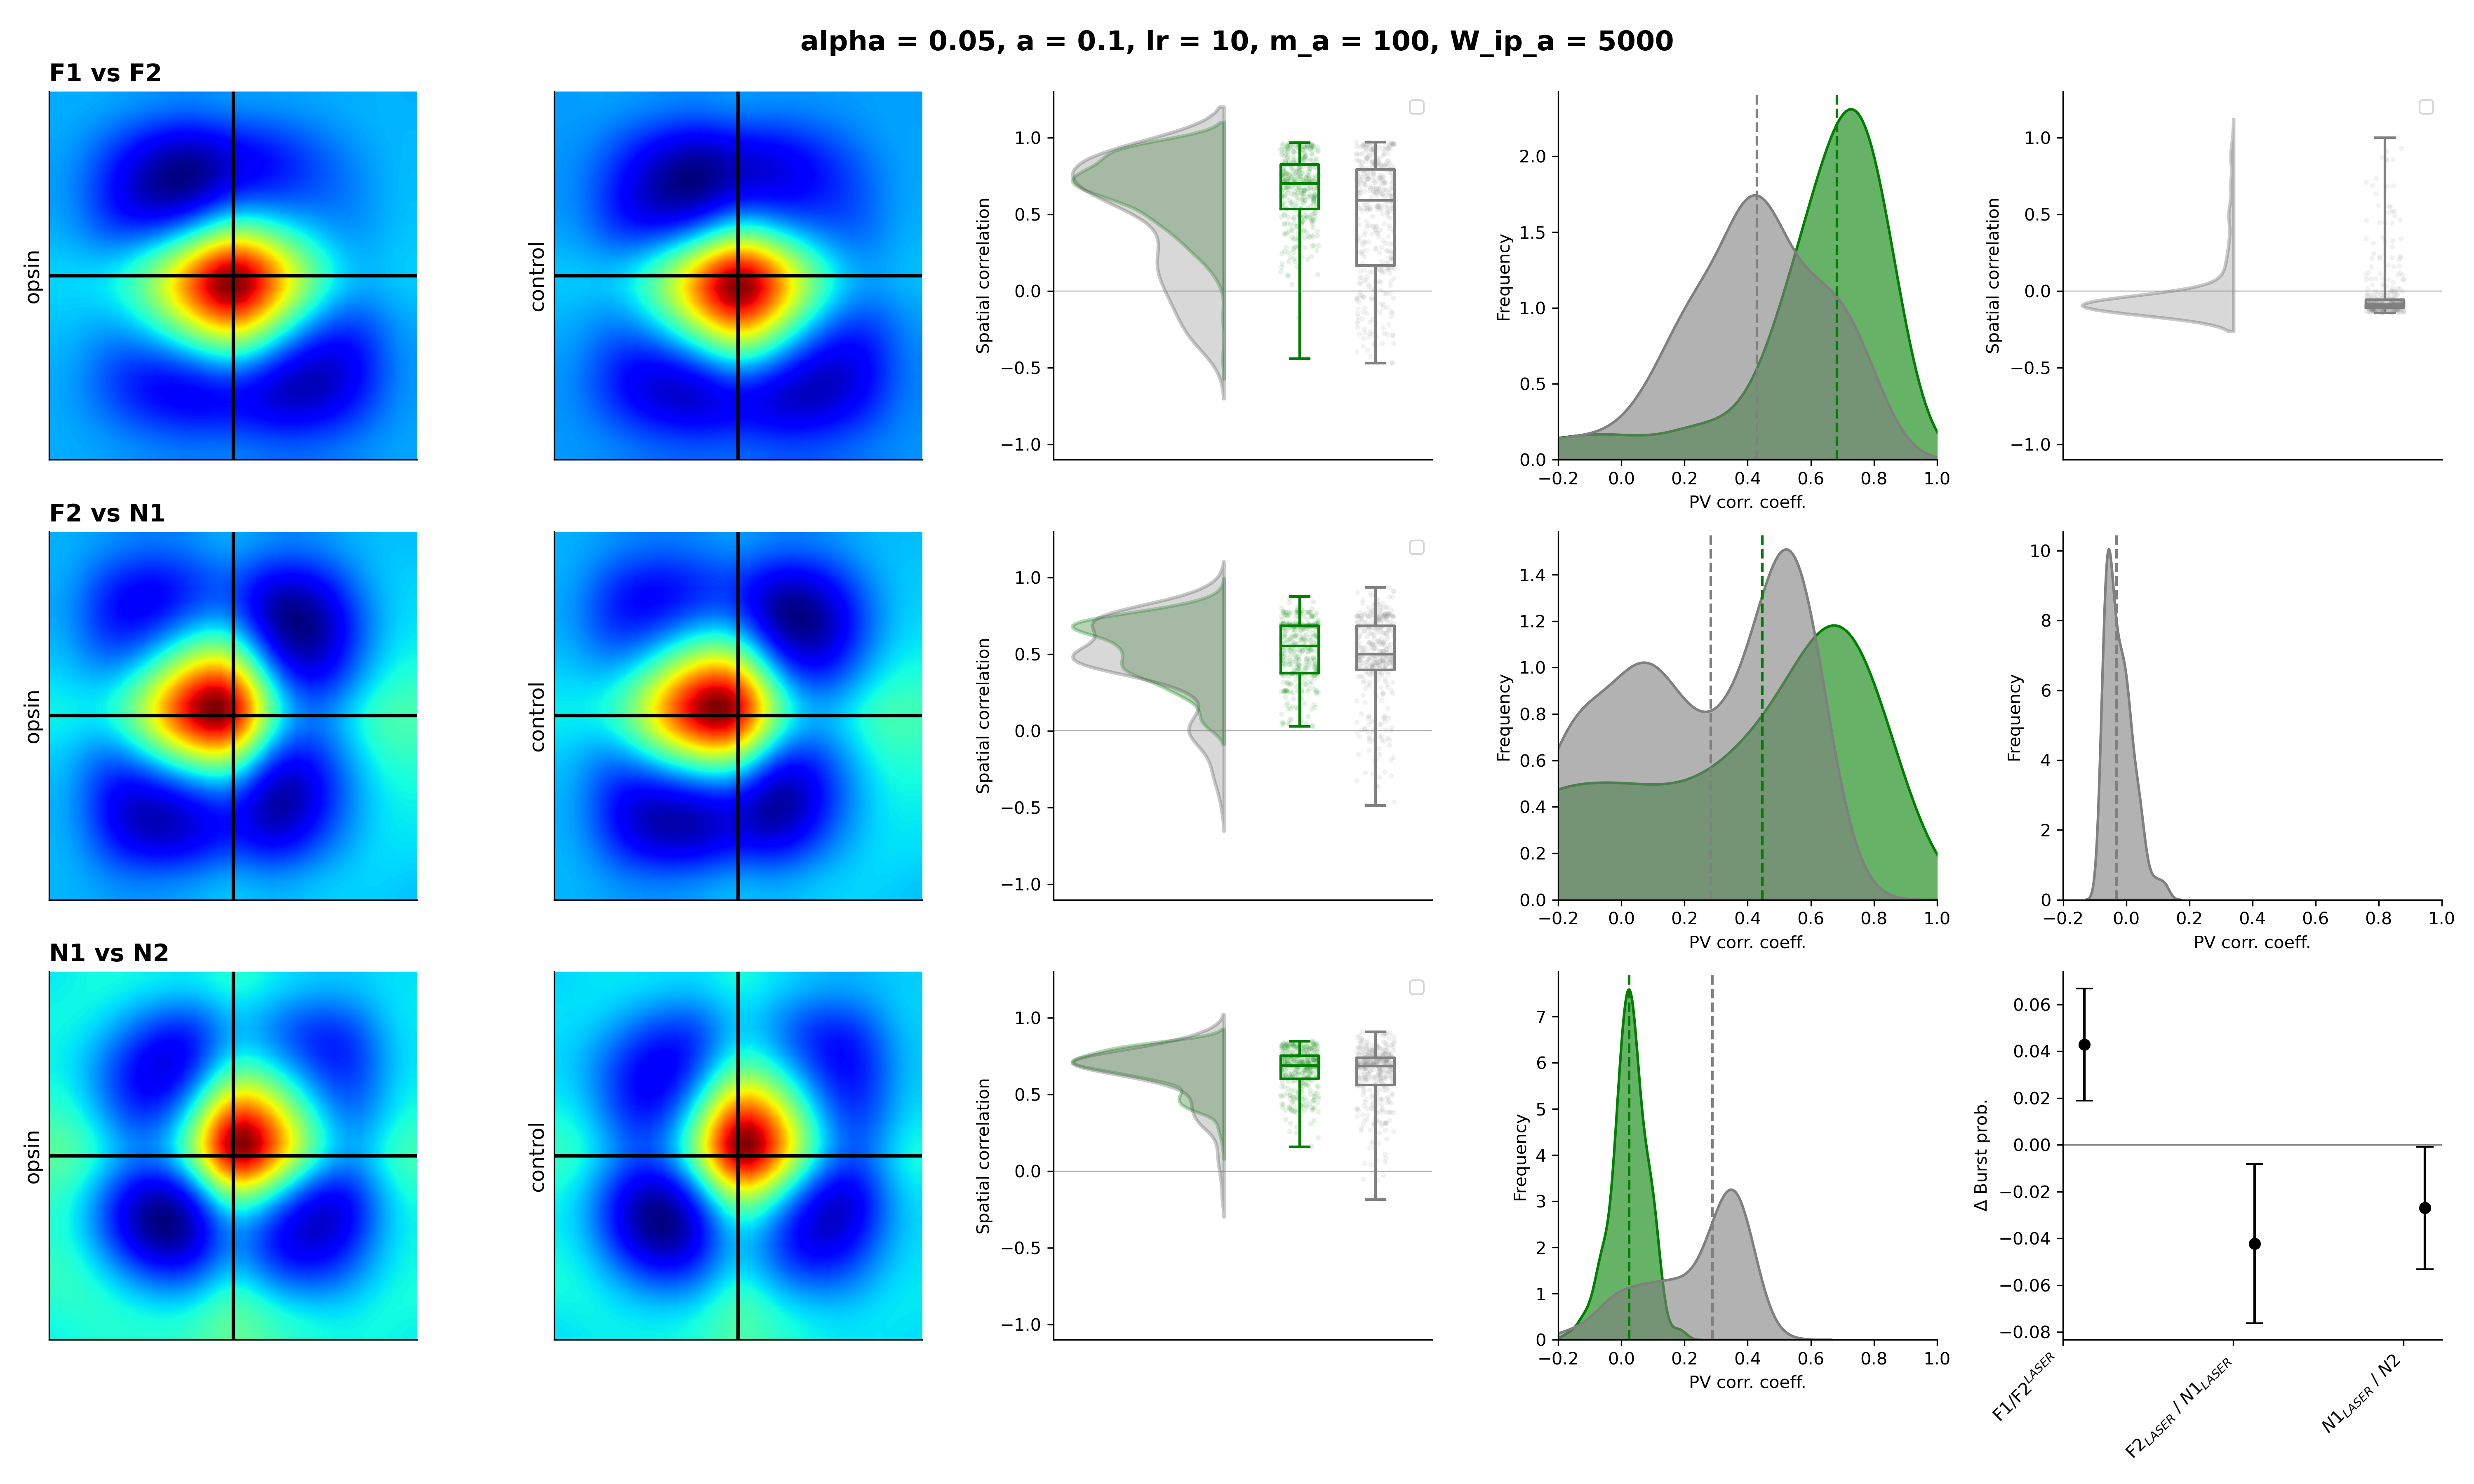 alpha = 0.05, a = 0.1, lr = 10, m_a = 100, W_ip_a = 5000
F1 vs F2
opsin
control
Spatial correlation
1.0
0.5
0.0
−0.5
−1.0
Frequency
2.0
1.5
1.0
0.5
0.0
−0.2 0.0 0.2 0.4 0.6 0.8 1.0
PV corr. coeff.
Spatial correlation
1.0
0.5
0.0
−0.5
−1.0
F2 vs N1
opsin
control
Spatial correlation
1.0
0.5
0.0
−0.5
−1.0
Frequency
1.4
1.2
1.0
0.8
0.6
0.4
0.2
0.0
−0.2 0.0 0.2 0.4 0.6 0.8 1.0
PV corr. coeff.
Frequency
10
8
6
4
2
0
−0.2 0.0 0.2 0.4 0.6 0.8 1.0
PV corr. coeff.
N1 vs N2
opsin
control
Spatial correlation
1.0
0.5
0.0
−0.5
−1.0
Frequency
7
6
5
4
3
2
1
0
−0.2 0.0 0.2 0.4 0.6 0.8 1.0
PV corr. coeff.
Δ Burst prob.
0.06
0.04
0.02
0.00
−0.02
−0.04
−0.06
−0.08
F1/F2LASER
F2LASER / N1LASER
N1LASER / N2